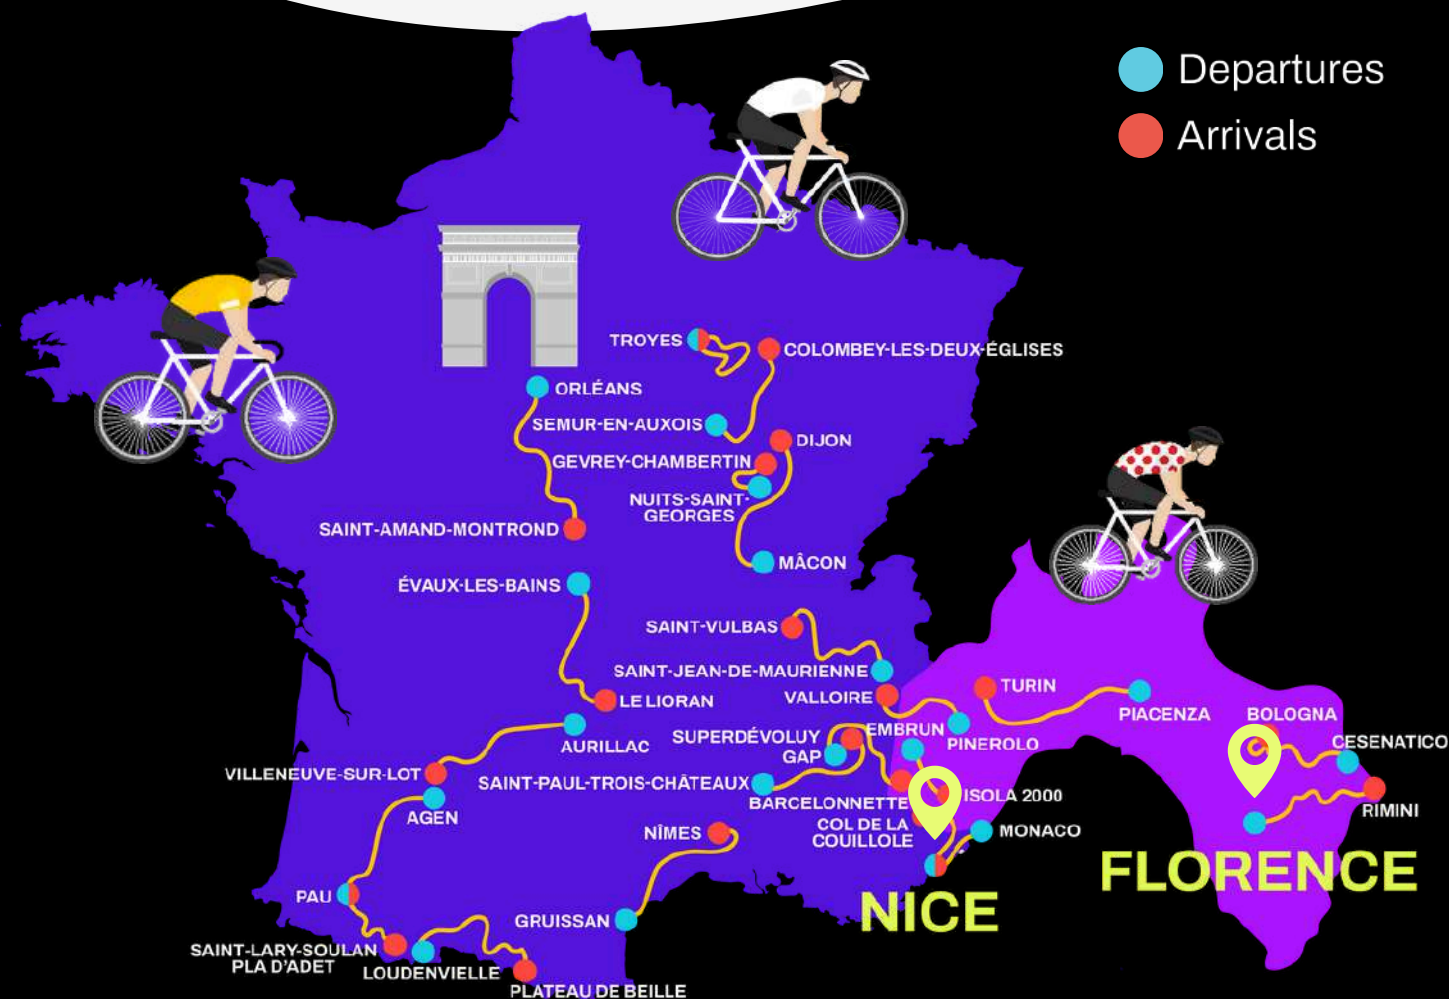 Departures
Arrivals
TROYES
COLOMBEY-LES-DEUX-ÉGLISES
ORLÉANS
SEMUR-EN-AUXOIS
DIJON
GEVREY-CHAMBERTIN
NUITS-SAINT-
GEORGES
SAINT-AMAND-MONTROND
MÂCON
ÉVAUX-LES-BAINS
SAINT-VULBAS
SAINT-JEAN-DE-MAURIENNE
VALLOIRE
TURIN
LE LIORAN
PIACENZA
BOLOGNA
EMBRUN
SUPERDÉVOLUY
PINEROLO
CESENATICO
AURILLAC
GAP
VILLENEUVE-SUR-LOT
SAINT-PAUL-TROIS-CHÂTEAUX
BARCELONNETTE
ISOLA 2000
RIMINI
AGEN
COL DE LA
COUILLOLE
NÎMES
MONACO
FLORENCE
PAU
NICE
GRUISSAN
SAINT-LARY-SOULAN
PLA D'ADET
LOUDENVIELLE
PLATEAU DE BEILLE